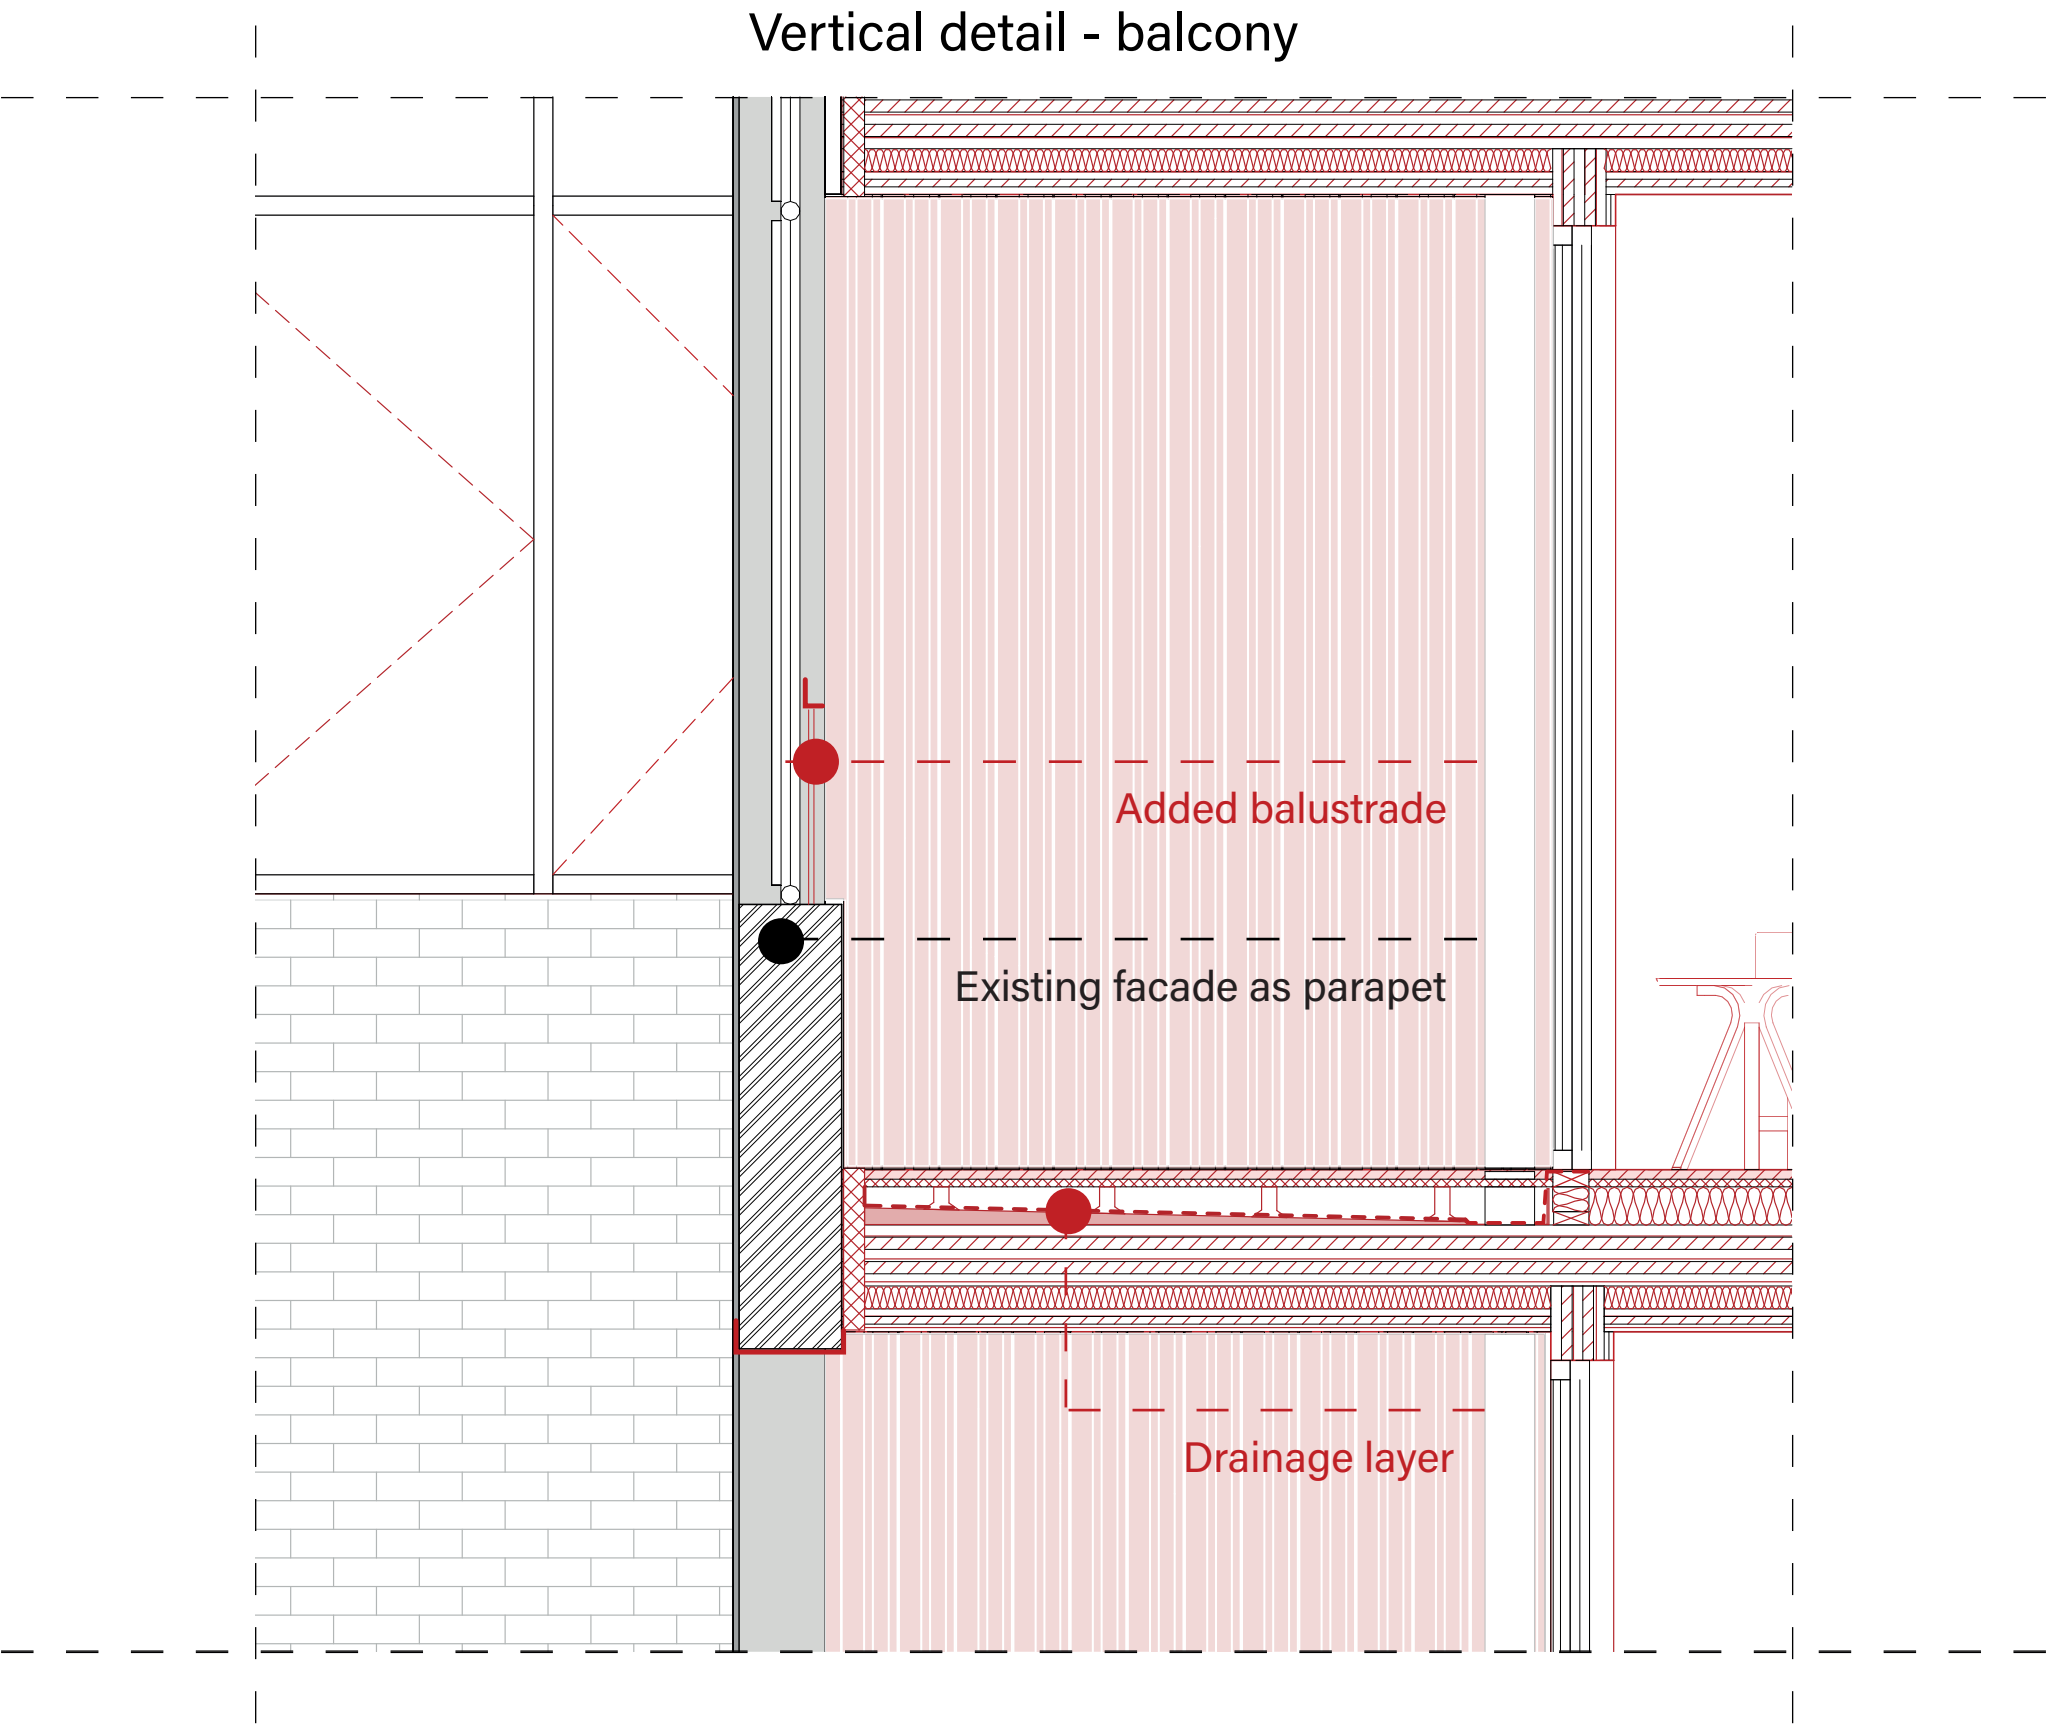 Vertical detail - balcony
Added balustrade
Existing facade as parapet
Drainage layer